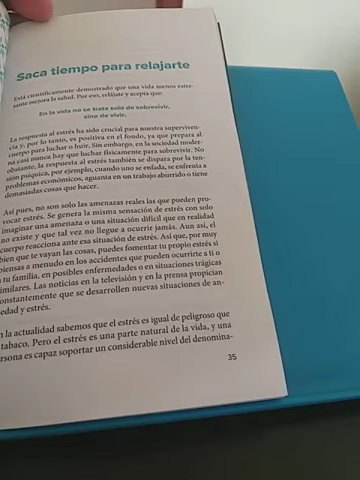 Saca tiempo para relajarte
Está científicamente demostrado que una vida menos estre-
sante mejora la salud. Por eso, relájate y acepta que:
En la vida no se trata solo de sobrevivir,
sino de vivir.
La respuesta al estrés ha sido crucial para nuestra superviven-
cia y, por lo tanto, es positiva en el fondo, ya que prepara al
cuerpo para luchar o huir. Sin embargo, en la sociedad moder-
na casi nunca hay que luchar físicamente para sobrevivir. No
obstante, la respuesta al estrés también se dispara por la ten-
sión psíquica, por ejemplo, cuando uno se enfada, se enfrenta a
problemas económicos, aguanta en un trabajo aburrido o tiene
demasiadas cosas que hacer.
Así pues, no son solo las amenazas reales las que pueden pro-
vocar estrés. Se genera la misma sensación de estrés con solo
imaginar una amenaza o una situación difícil que en realidad
no existe y que tal vez no llegue a ocurrir jamás. Aun así, el
cuerpo reacciona ante esa situación de estrés. Así que, por muy
bien que te vayan las cosas, puedes fomentar tu propio estrés si
piensas a menudo en los accidentes que pueden ocurrirte a ti o
a tu familia, en posibles enfermedades o en situaciones trágicas
similares. Las noticias en la televisión y en la prensa propician
constantemente que se desarrollen nuevas situaciones de an-
iedad y estrés.
n la actualidad sabemos que el estrés es igual de peligroso que
tabaco. Pero el estrés es una parte natural de la vida, y una
ersona es capaz soportar un considerable nivel del denomina-
35